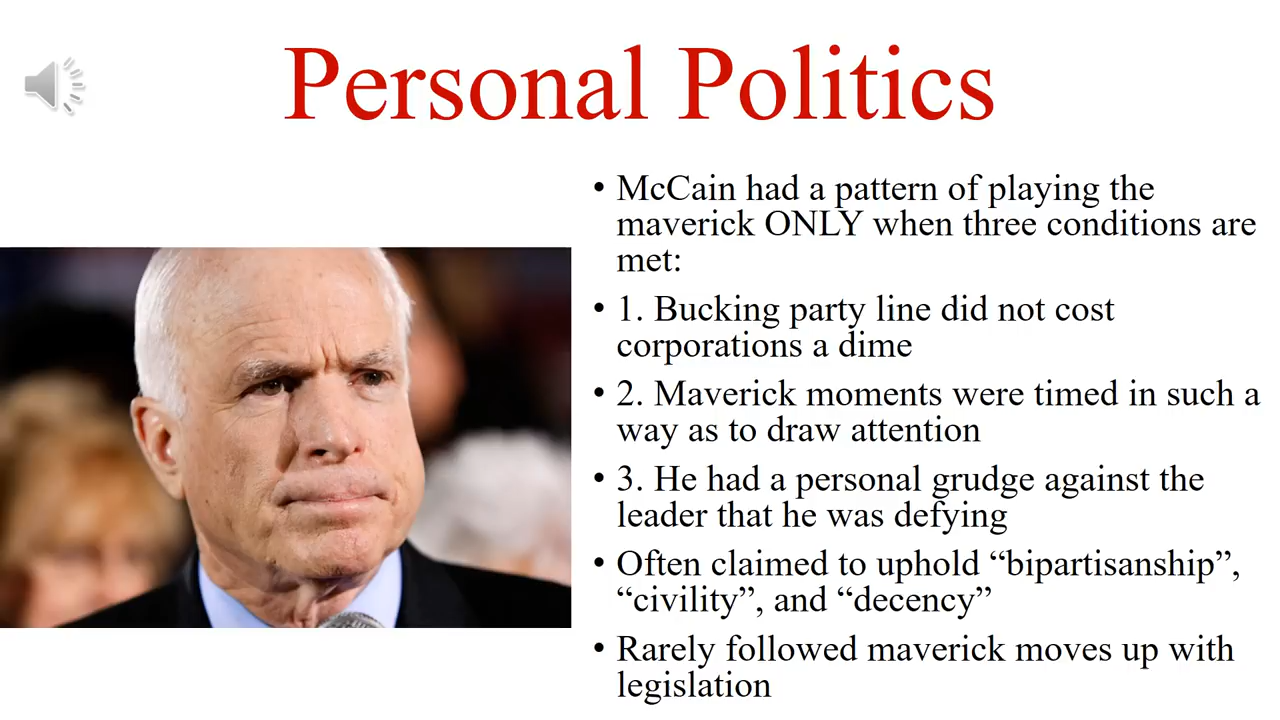 Personal Politics
• McCain had a pattern of playing the
maverick ONLY when three conditions are
met:
• 1. Bucking party line did not cost
corporations a dime
• 2. Maverick moments were timed in such a
way as to draw attention
• 3. He had a personal grudge against the
leader that he was defying
• Often claimed to uphold “bipartisanship”,
“civility”, and “decency”
• Rarely followed maverick moves up with
legislation